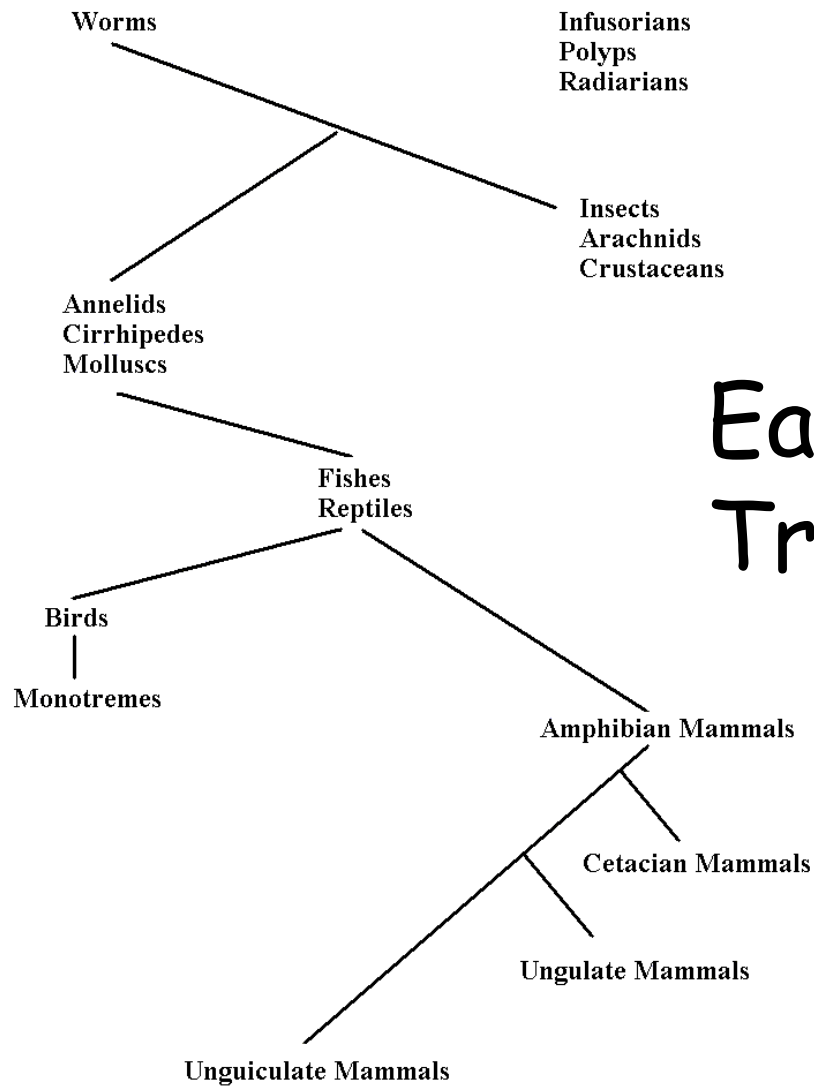 Worms
Infusorians
Polyps
Radiarians
Insects
Arachnids
Crustaceans
Annelids
Cirrhipedes
Molluscs
Fishes
Reptiles
Birds
Monotremes
Amphibian Mammals
Cetacian Mammals
Ungulate Mammals
Unguiculate Mammals